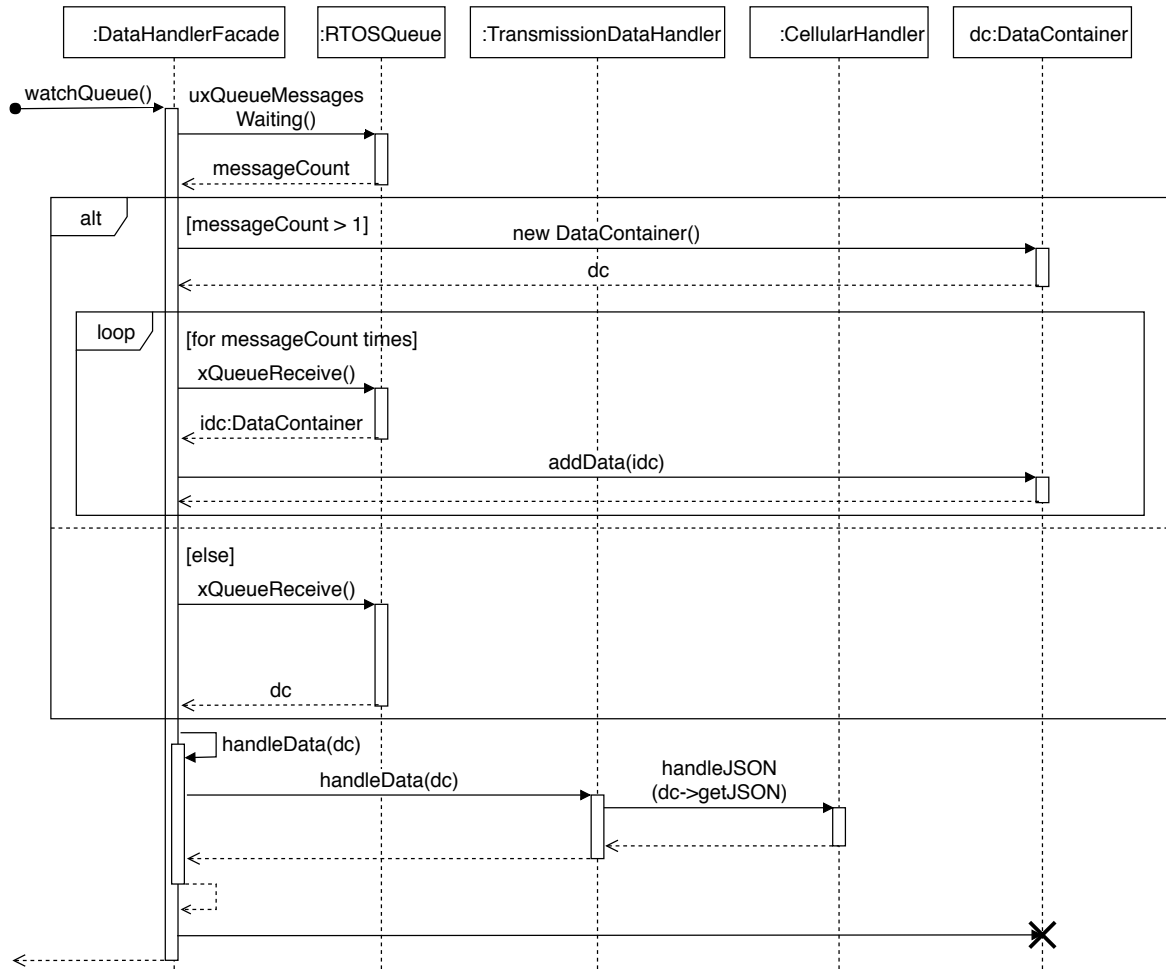 :DataHandlerFacade
:RTOSQueue
:TransmissionDataHandler
:CellularHandler
dc:DataContainer
watchQueue()
uxQueueMessages
Waiting()
messageCount
alt
[messageCount > 1]
new DataContainer()
dc
loop
[for messageCount times]
xQueueReceive()
idc:DataContainer
addData(idc)
[else]
xQueueReceive()
dc
handleData(dc)
handleData(dc)
handleJSON
(dc->getJSON)